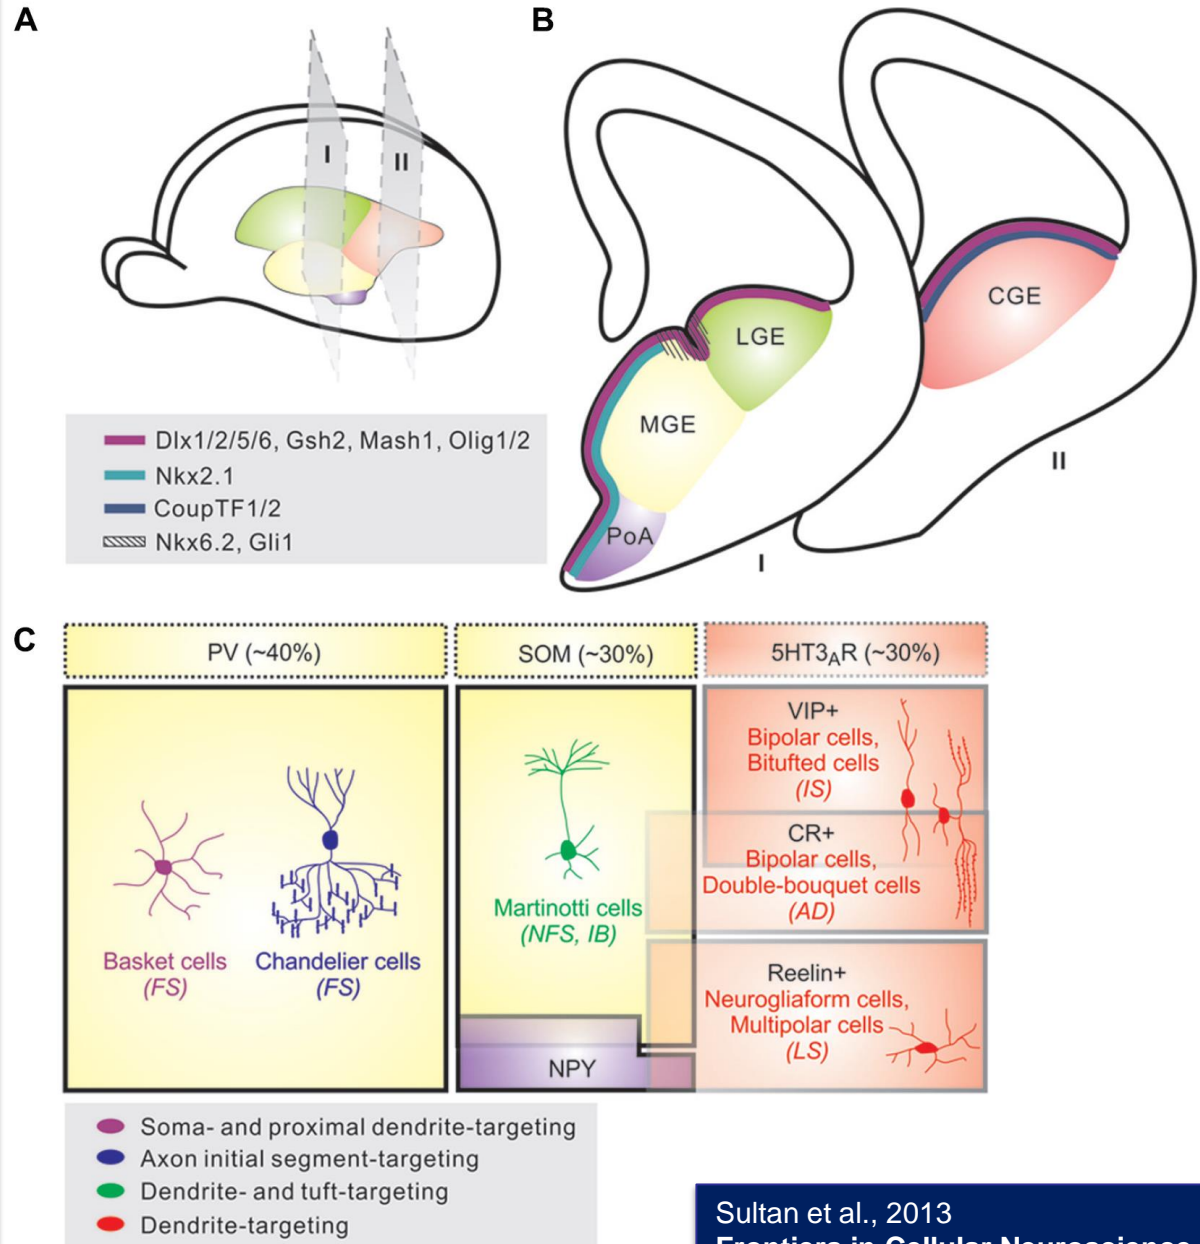 A
B
I
II
LGE
CGE
MGE
PoA
I
II
Dlx1/2/5/6, Gsh2, Mash1, Olig1/2
Nkx2.1
CoupTF1/2
Nkx6.2, Gli1
C
PV (~40%)
SOM (~30%)
5HT3AR (~30%)
Basket cells
(FS)
Chandelier cells
(FS)
Martinotti cells
(NFS, IB)
NPY
VIP+
Bipolar cells,
Bitufted cells
(IS)
CR+
Bipolar cells,
Double-bouquet cells
(AD)
Reelin+
Neurogliaform cells,
Multipolar cells
(LS)
Soma- and proximal dendrite-targeting
Axon initial segment-targeting
Dendrite- and tuft-targeting
Dendrite-targeting
Sultan et al., 2013
Frontiers in Cellular Neuroscience